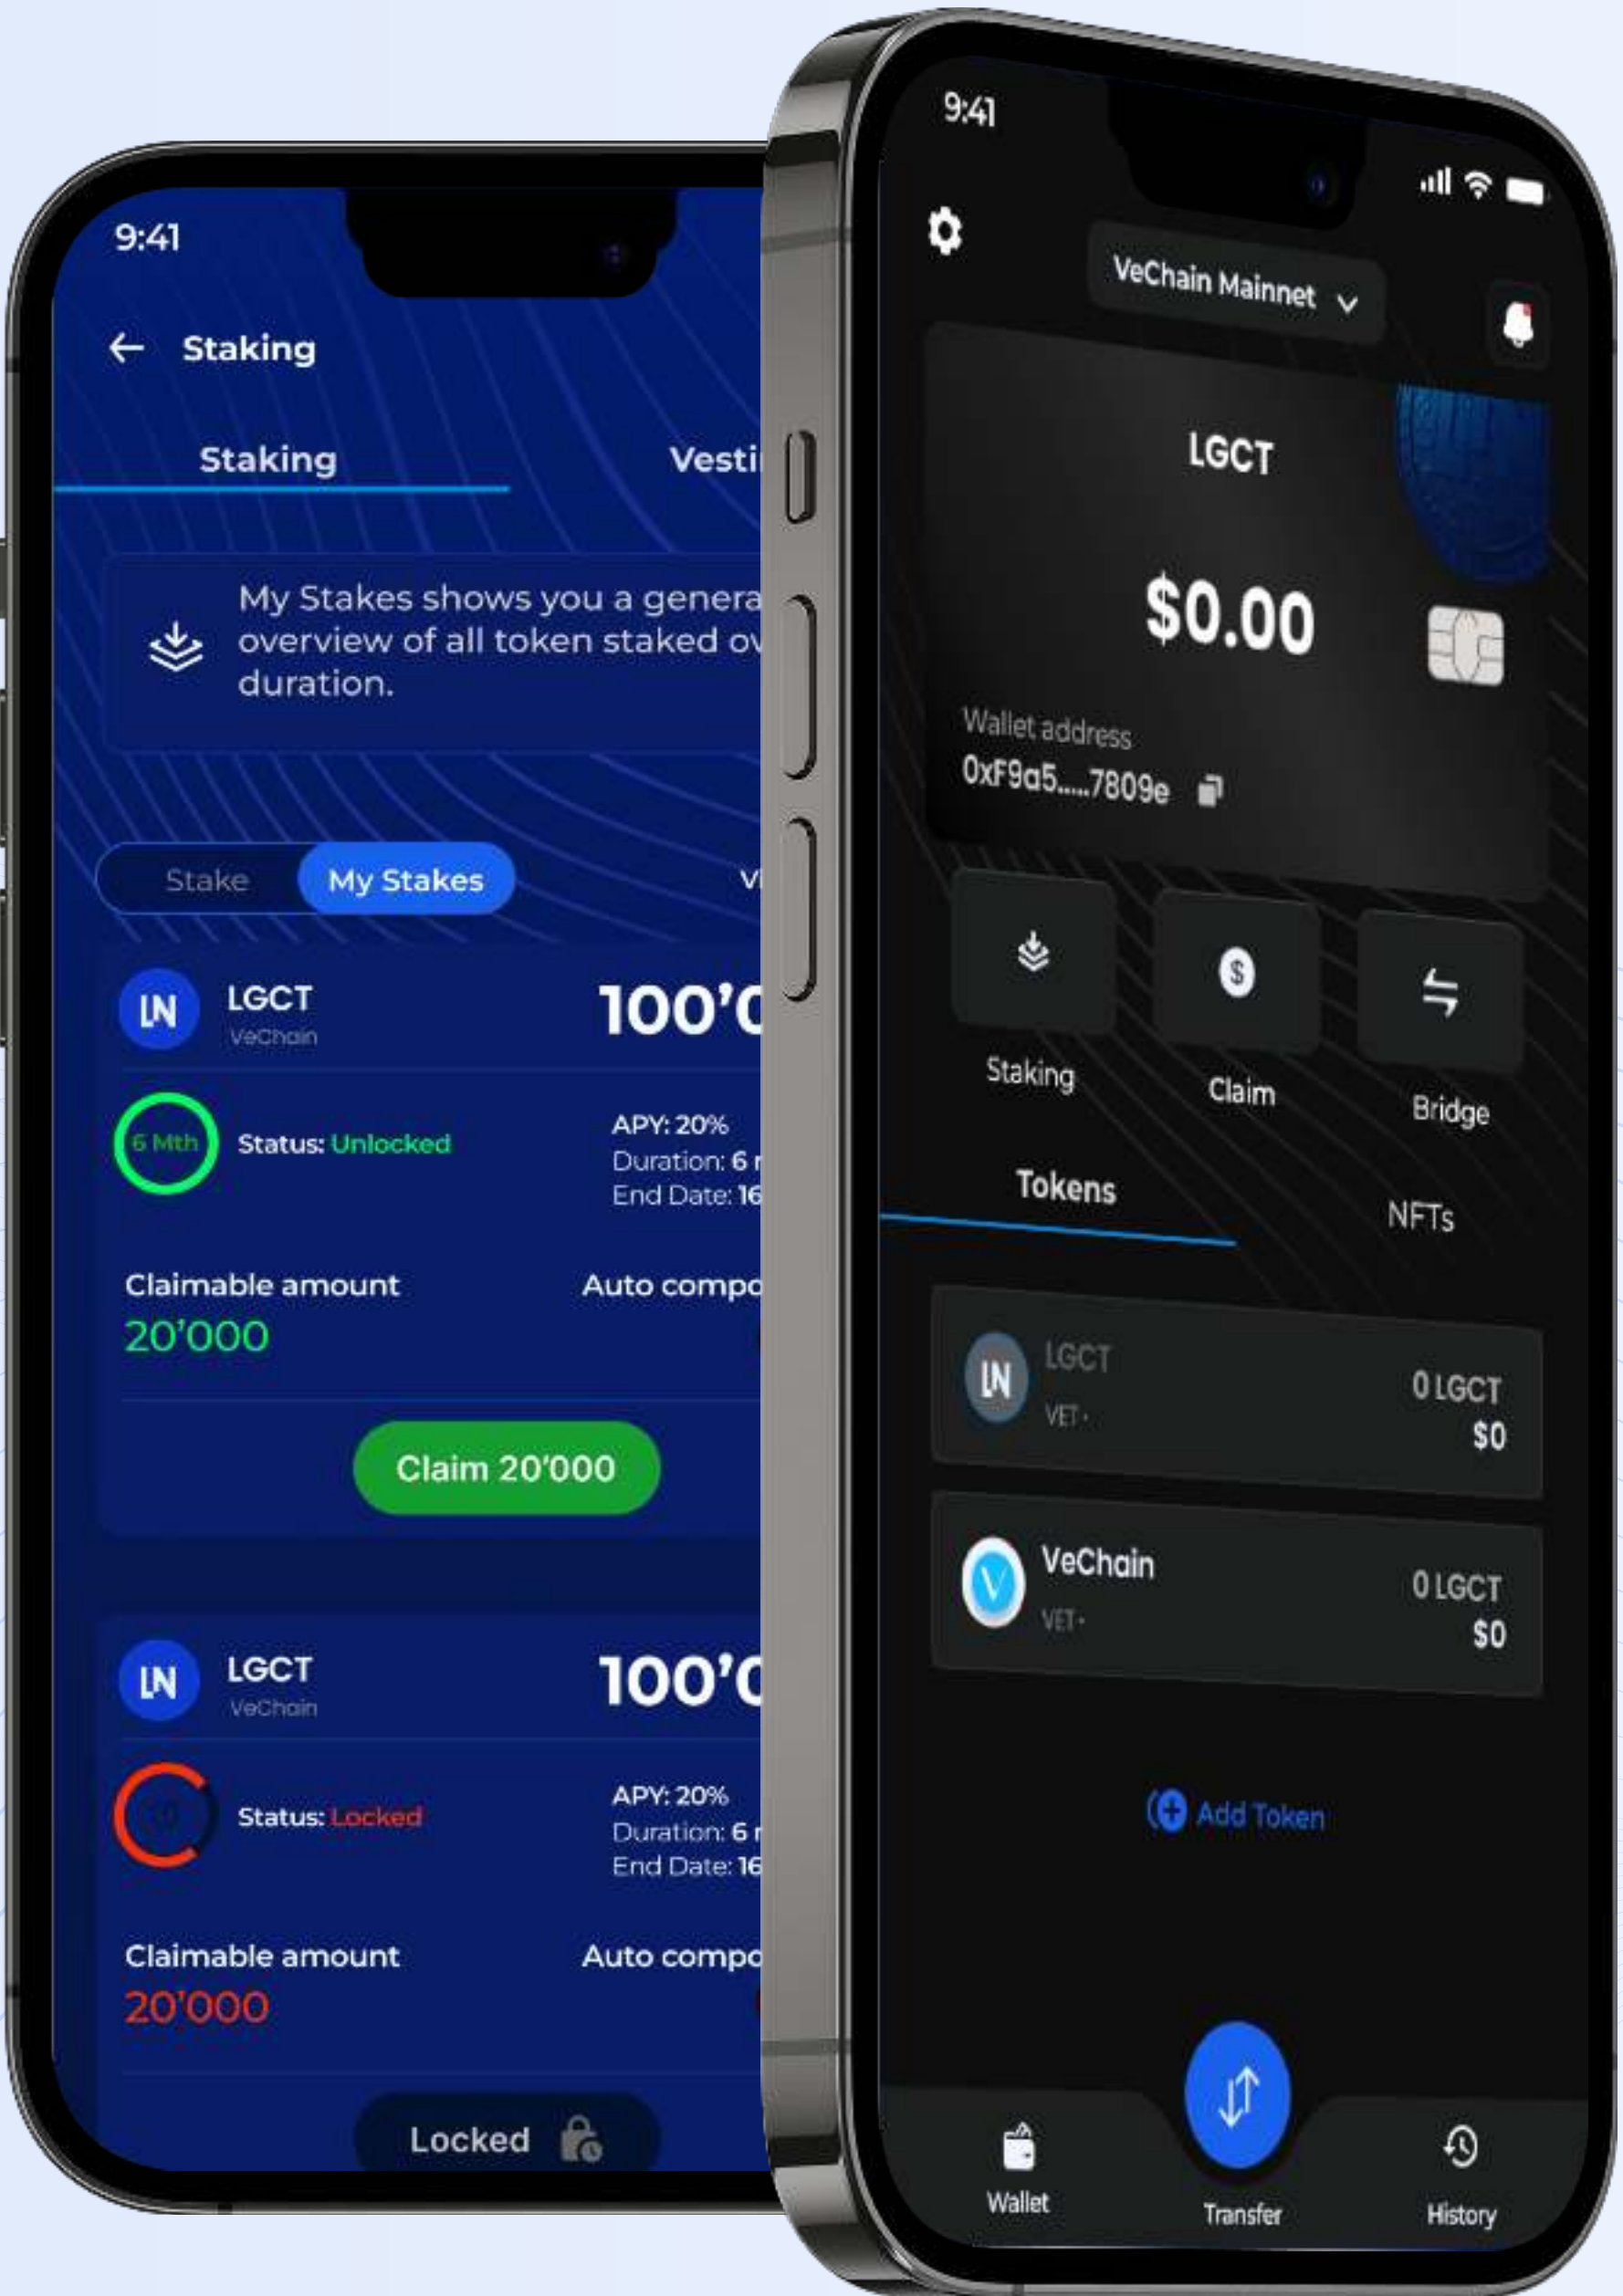 9:41
Staking
Staking
Vesti
My Stakes shows you a genera
overview of all token staked ov
duration.
Stake
My Stakes
Vi
LN
LGCT
VeChain
100’0
6 Mth
Status: Unlocked
APY: 20%
Duration: 6 m
End Date: 16
Claimable amount
20’000
Auto compo
Claim 20’000
LN
LGCT
VeChain
100’0
Status: Locked
APY: 20%
Duration: 6 m
End Date: 16
Claimable amount
20’000
Auto compo
Locked
9:41
VeChain Mainnet
LGCT
$0.00
Wallet address
0xF9a5.....7809e
Staking
Claim
Bridge
Tokens
NFTs
LN
LGCT
VET •
0 LGCT
$0
VeChain
VET •
0 LGCT
$0
Add Token
Wallet
Transfer
History